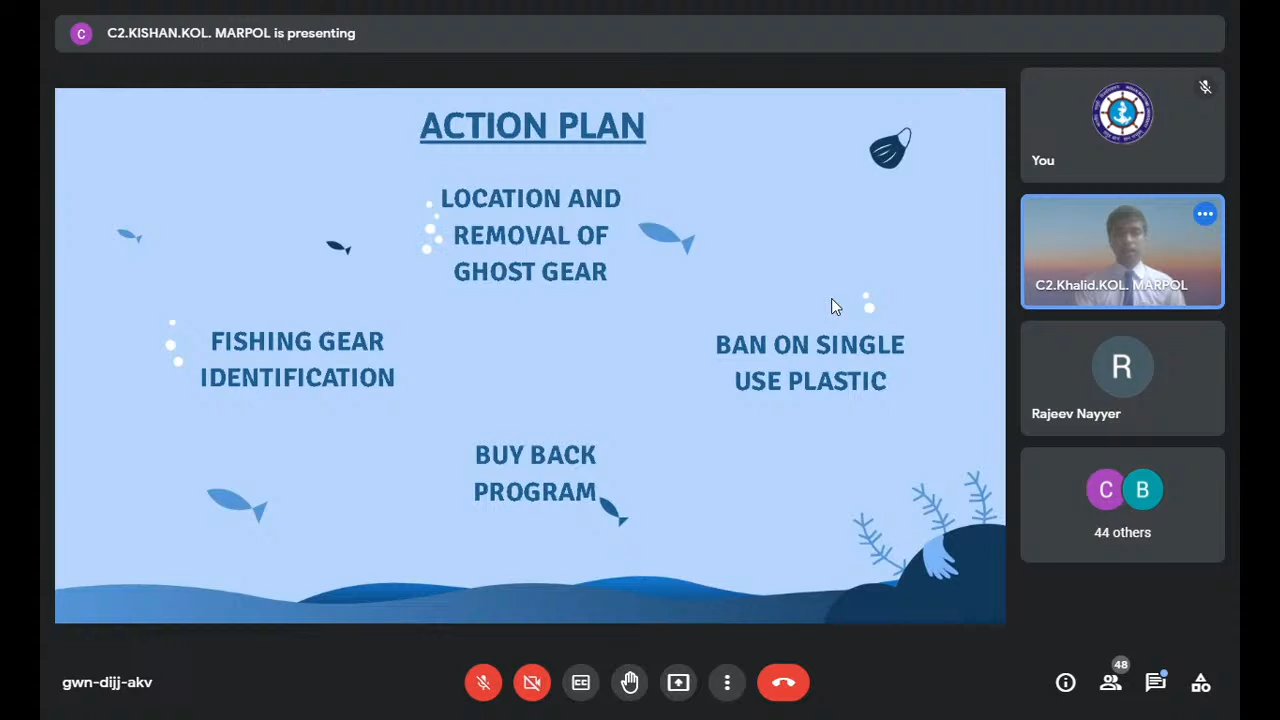 C
C2.KISHAN.KOL. MARPOL is presenting
ACTION PLAN
LOCATION AND
REMOVAL OF
GHOST GEAR
FISHING GEAR
IDENTIFICATION
BAN ON SINGLE
USE PLASTIC
BUY BACK
PROGRAM
You
C2.Khalid.KOL. MARPOL
R
Rajeev Nayyer
C
B
44 others
gwn-dijj-akv
CC
48